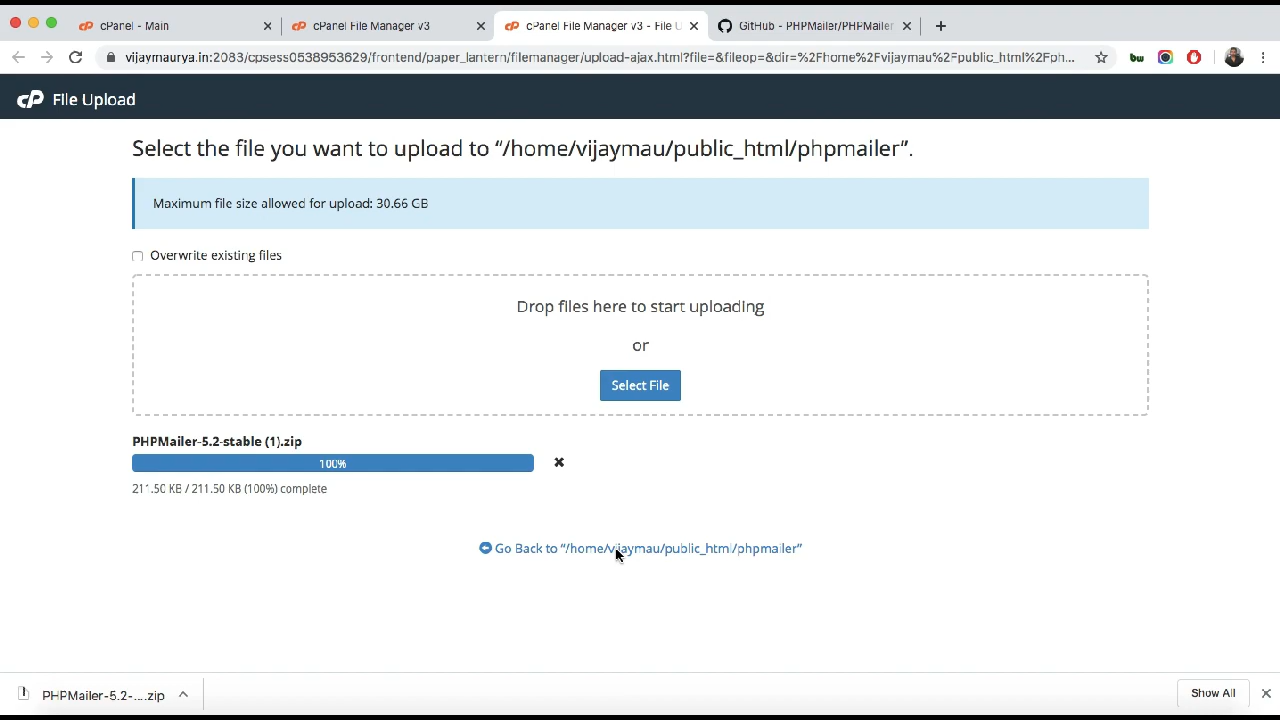 cPanel - Main
cPanel File Manager v3
cPanel File Manager v3 - File U
GitHub - PHPMailer/PHPMailer
vijaymaurya.in:2083/cpsess0538953629/frontend/paper_lantern/filemanager/upload-ajax.html?file=&fileop=&dir=%2Fhome%2Fvijaymau%2Fpublic_html%2Fph...
cP File Upload
Select the file you want to upload to “/home/vijaymau/public_html/phpmailer”.
Maximum file size allowed for upload: 30.66 GB
Overwrite existing files
Drop files here to start uploading
or
Select File
PHPMailer-5.2-stable (1).zip
100%
211.50 KB / 211.50 KB (100%) complete
Go Back to “/home/vijaymau/public_html/phpmailer”
PHPMailer-5.2-....zip
Show All